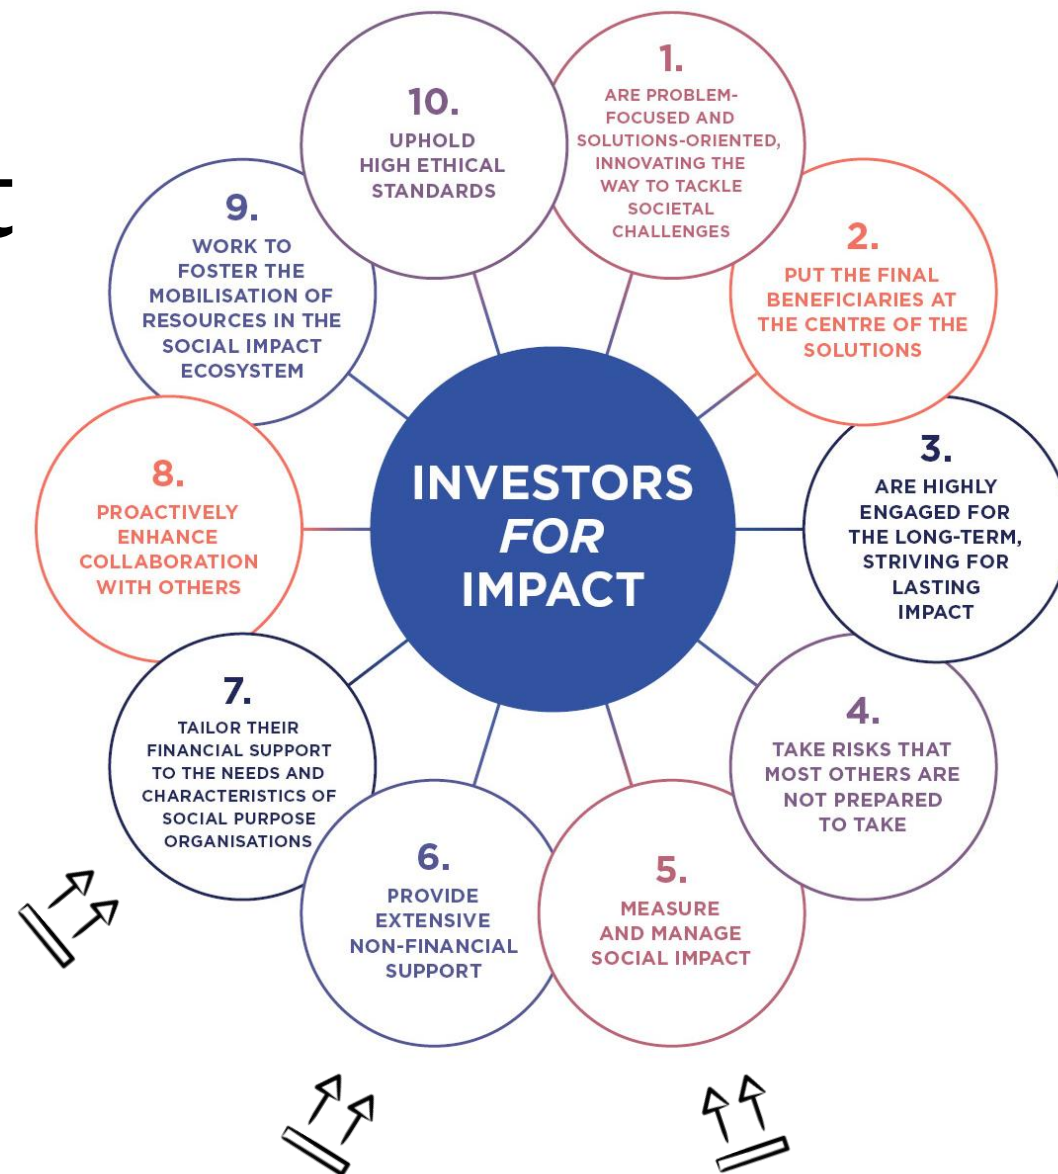 t
INVESTORS
FOR
IMPACT
1.
ARE PROBLEM-
FOCUSED AND
SOLUTIONS-ORIENTED,
INNOVATING THE
WAY TO TACKLE
SOCIETAL
CHALLENGES
2.
PUT THE FINAL
BENEFICIARIES AT
THE CENTRE OF THE
SOLUTIONS
3.
ARE HIGHLY
ENGAGED FOR
THE LONG-TERM,
STRIVING FOR
LASTING
IMPACT
4.
TAKE RISKS THAT
MOST OTHERS ARE
NOT PREPARED
TO TAKE
5.
MEASURE
AND MANAGE
SOCIAL IMPACT
6.
PROVIDE
EXTENSIVE
NON-FINANCIAL
SUPPORT
7.
TAILOR THEIR
FINANCIAL SUPPORT
TO THE NEEDS AND
CHARACTERISTICS OF
SOCIAL PURPOSE
ORGANISATIONS
8.
PROACTIVELY
ENHANCE
COLLABORATION
WITH OTHERS
9.
WORK TO
FOSTER THE
MOBILISATION OF
RESOURCES IN THE
SOCIAL IMPACT
ECOSYSTEM
10.
UPHOLD
HIGH ETHICAL
STANDARDS